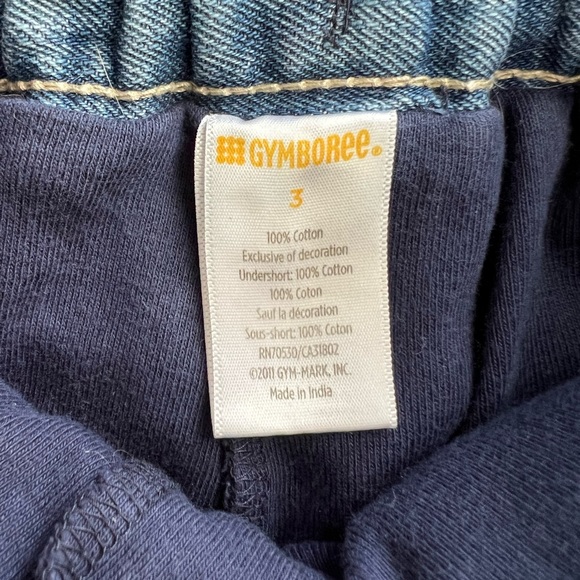 GYMBOREE®
3
100% Cotton
Exclusive of decoration
Undershort: 100% Cotton
100% Coton
Sauf la décoration
Sous-short: 100% Coton
RN70530/CA31802
©2011 GYM-MARK, INC.
Made in India